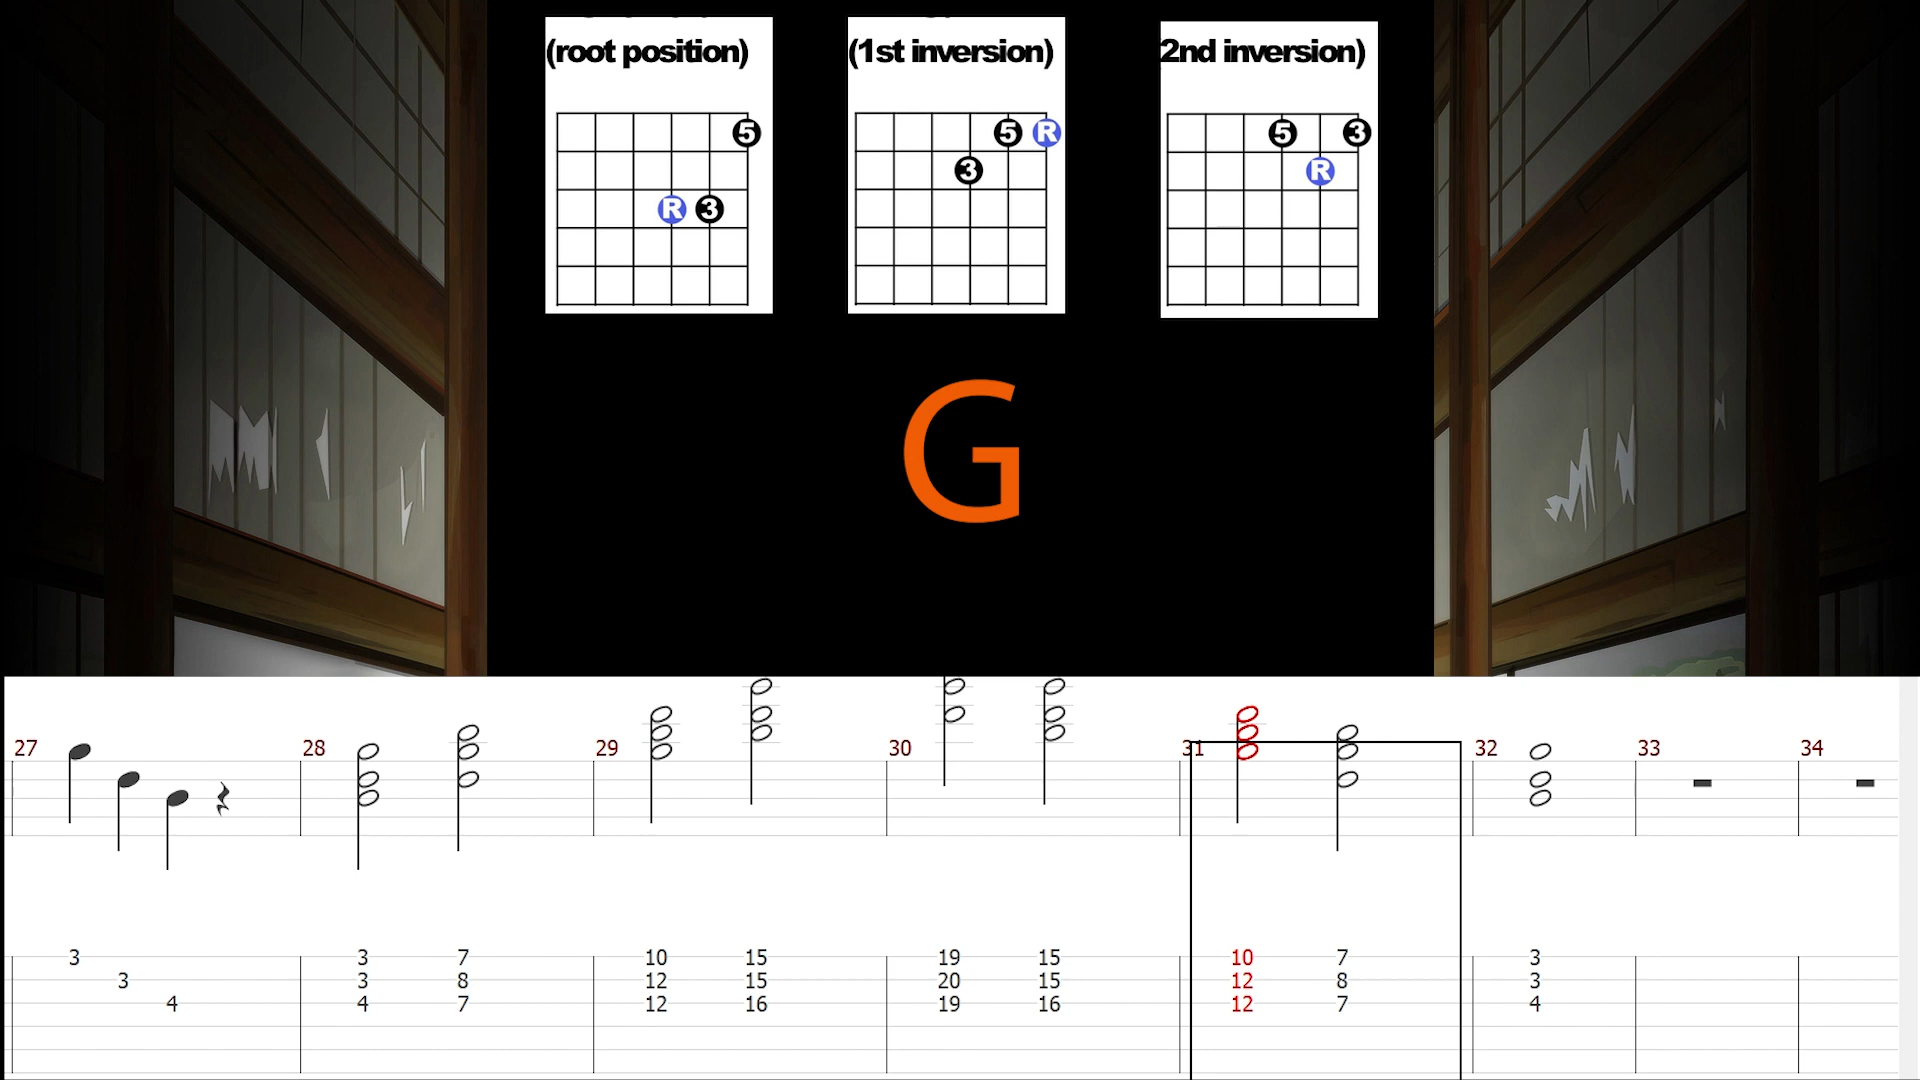 (root position)
(1st inversion)
2nd inversion)
5
5 R
5 3
3
R
R 3
G
27 28 29 30 31 32 33 34
3 3 7 10 15 19 15 10 7 3
3 3 8 12 15 20 15 12 8 3
4 4 7 12 16 19 16 12 7 4